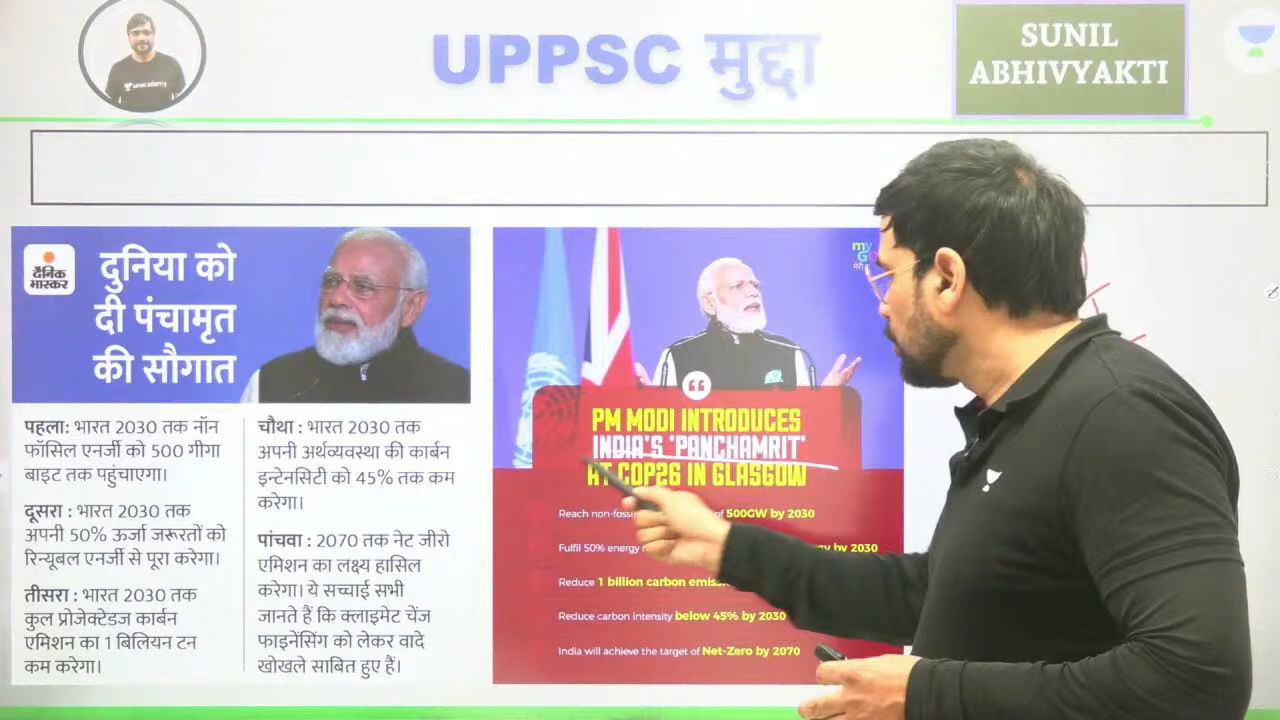 unacademy
UPPSC मुद्दा
SUNIL
ABHIVYAKTI
दैनिक
भास्कर
दुनिया को
दी पंचामृत
की सौगात
पहला: भारत 2030 तक नॉन
फॉसिल एनर्जी को 500 गीगा
बाइट तक पहुंचाएगा।
दूसरा : भारत 2030 तक
अपनी 50% ऊर्जा जरूरतों को
रिन्यूबल एनर्जी से पूरा करेगा।
तीसरा : भारत 2030 तक
कुल प्रोजेक्टेडज कार्बन
एमिशन का 1 बिलियन टन
कम करेगा।
चौथा : भारत 2030 तक
अपनी अर्थव्यवस्था की कार्बन
इन्टेनसिटी को 45% तक कम
करेगा।
पांचवा : 2070 तक नेट जीरो
एमिशन का लक्ष्य हासिल
करेगा। ये सच्चाई सभी
जानते हैं कि क्लाइमेट चेंज
फाइनेंसिंग को लेकर वादे
खोखले साबित हुए हैं।
my
PM MODI INTRODUCES
INDIA'S 'PANCHAMRIT'
AT COP26 IN GLASGOW
Reach of 500GW by 2030
Fulfil 50% energy by 2030
Reduce 1 billion carbon
Reduce carbon intensity below 45% by 2030
India will achieve the target of Net-Zero by 2070